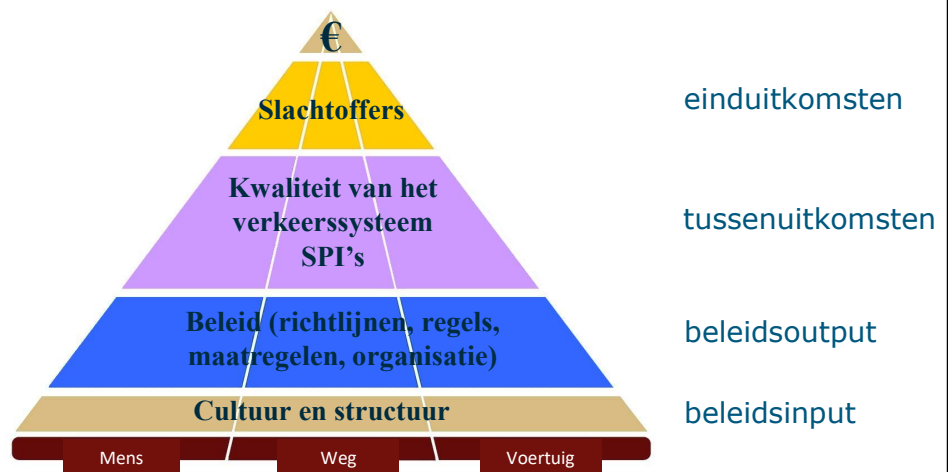 €
Slachtoffers
einduitkomsten
Kwaliteit van het
verkeerssysteem
SPI’s
tussenuitkomsten
Beleid (richtlijnen, regels,
maatregelen, organisatie)
beleidsoutput
Cultuur en structuur
beleidsinput
Mens
Weg
Voertuig